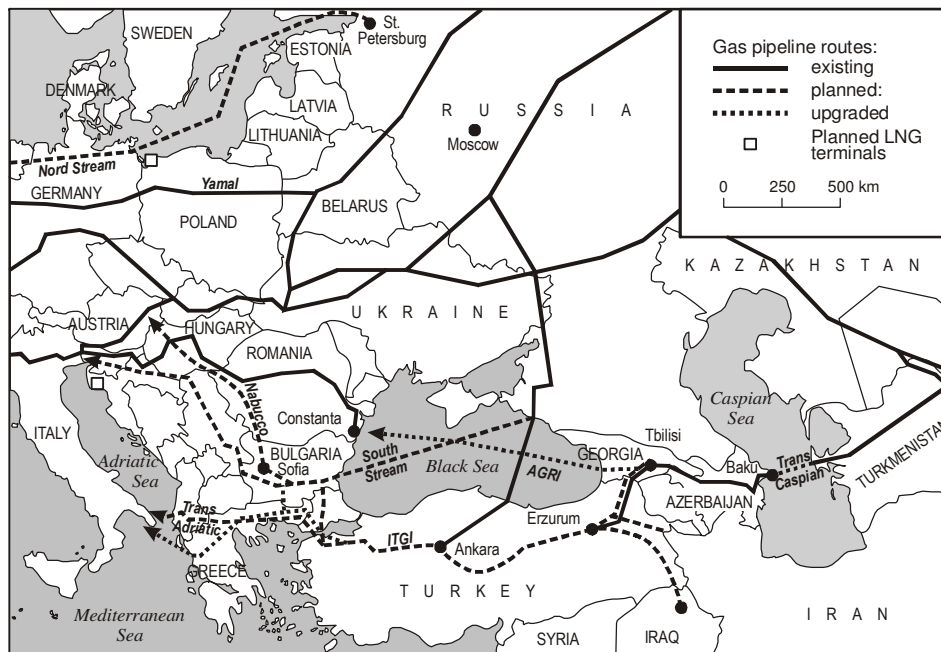 SWEDEN
St.
Petersburg
ESTONIA
DENMARK
LATVIA
LITHUANIA
R U S S I A
Moscow
Nord Stream
GERMANY
Yamal
POLAND
BELARUS
Gas pipeline routes:
existing
planned:
upgraded
Planned LNG
terminals
0 250 500 km
K A Z A K H S T A N
U K R A I N E
AUSTRIA
HUNGARY
ROMANIA
Nabucco
Constanta
Caspian
Sea
ITALY
Adriatic
Sea
BULGARIA
Sofia
South
Stream
Black Sea
AGRI
GEORGIA
Tbilisi
Baku
Trans
Caspian
TURKMENISTAN
AZERBAIJAN
Trans
Adriatic
Erzurum
ITGI
Ankara
GREECE
T U R K E Y
Mediterranean
Sea
SYRIA
IRAQ
I R A N